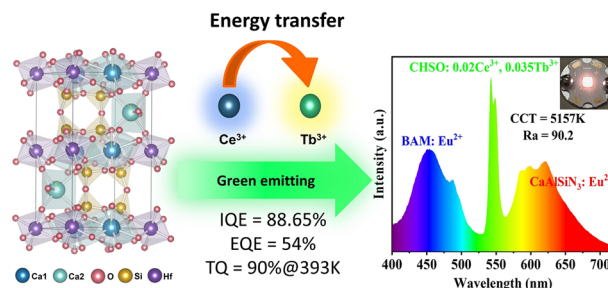 Energy transfer
Ce³⁺
Tb³⁺
Green emitting
IQE = 88.65%
EQE = 54%
TQ = 90%@393K
Ca1 Ca2 O Si Hf
CHSO: 0.02Ce³⁺, 0.035Tb³⁺
CCT = 5157K
Ra = 90.2
BAM: Eu²⁺
CaAlSiN₃: Eu²
Intensity (a.u.)
400 450 500 550 600 650 700
Wavelength (nm)